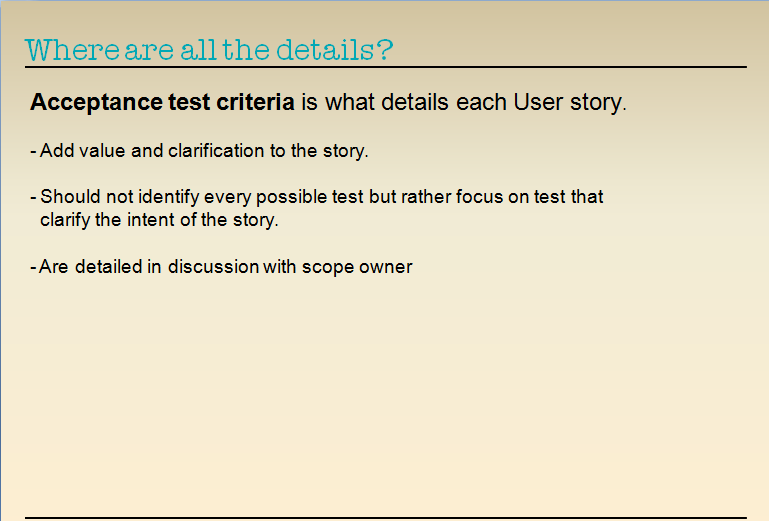 Where are all the details?
Acceptance test criteria is what details each User story.
- Add value and clarification to the story.
- Should not identify every possible test but rather focus on test that
clarify the intent of the story.
- Are detailed in discussion with scope owner